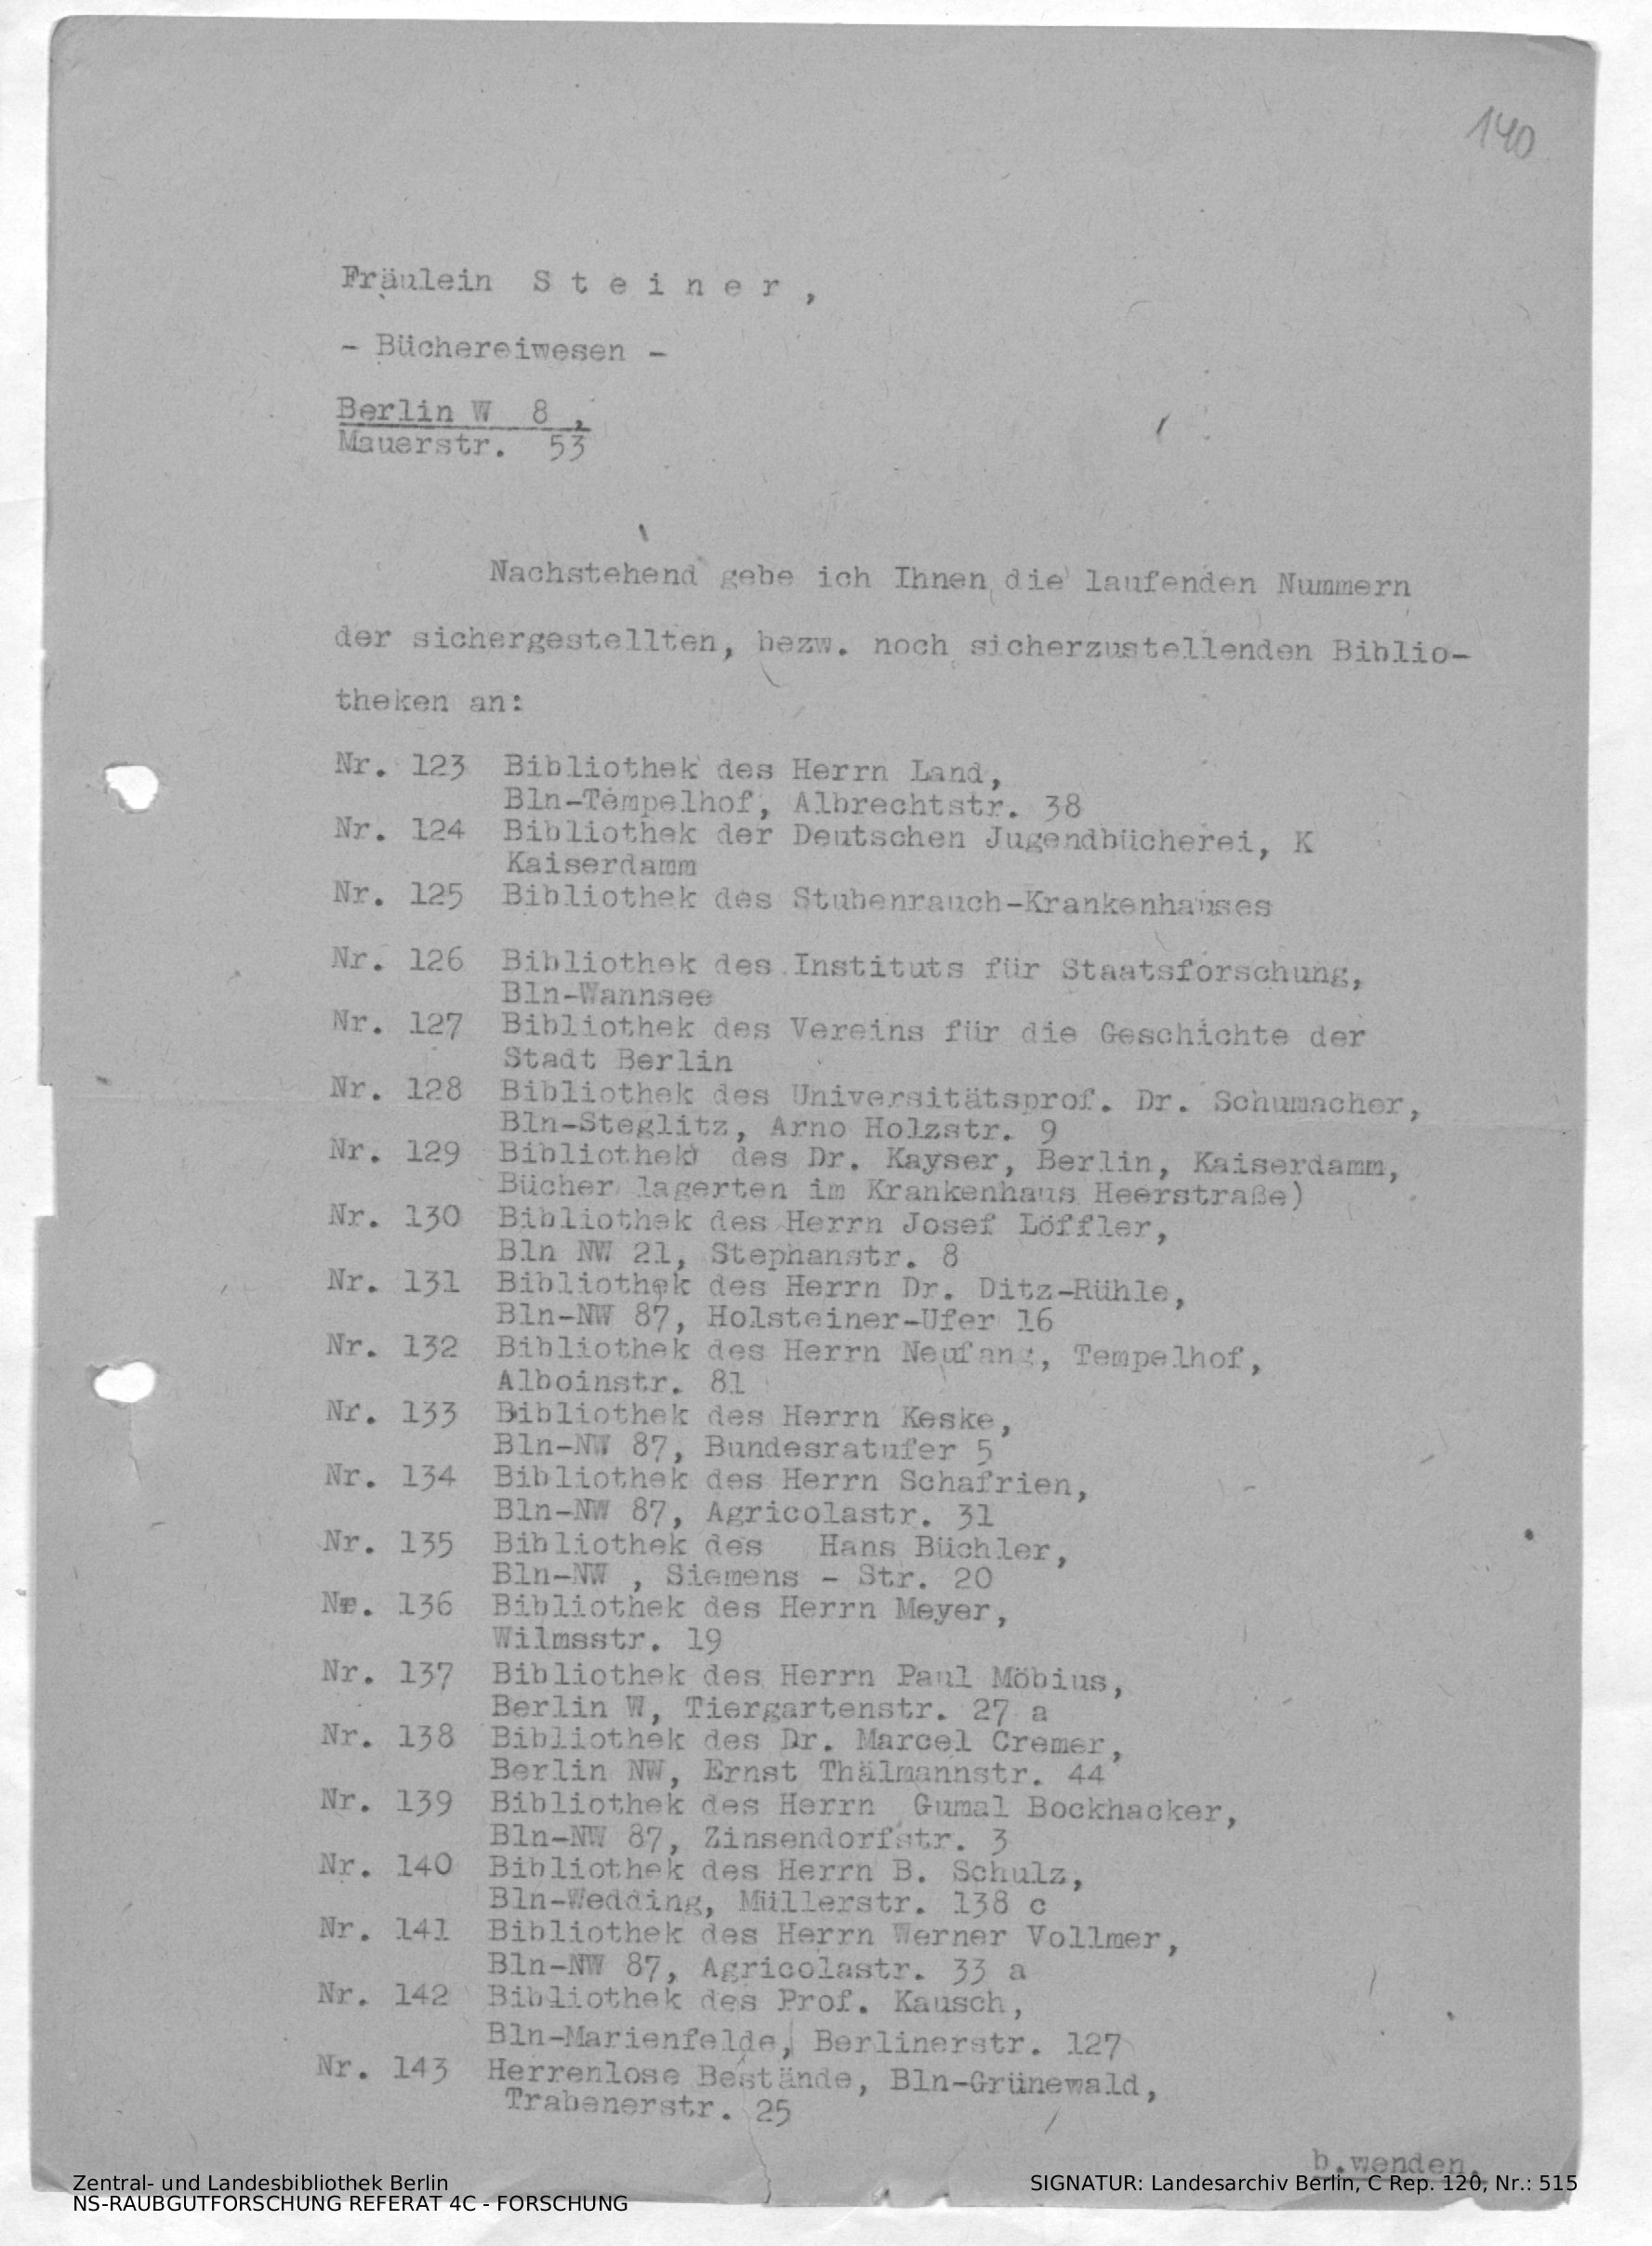 140
Fräulein S t e i n e r ,
- Büchereiwesen -
Berlin W 8 ,
Mauerstr. 53
Nachstehend gebe ich Ihnen die laufenden Nummern
der sichergestellten, bezw. noch sicherzustellenden Biblio-
theken an:
Nr. 123 Bibliothek des Herrn Land,
Bln-Tempelhof, Albrechtstr. 38
Nr. 124 Bibliothek der Deutschen Jugendbücherei, K
Kaiserdamm
Nr. 125 Bibliothek des Stubenrauch-Krankenhauses
Nr. 126 Bibliothek des Instituts für Staatsforschung,
Bln-Wannsee
Nr. 127 Bibliothek des Vereins für die Geschichte der
Stadt Berlin
Nr. 128 Bibliothek des Universitätsprof. Dr. Schumacher,
Bln-Steglitz, Arno Holzstr. 9
Nr. 129 Bibliothek) des Dr. Kayser, Berlin, Kaiserdamm,
Bücher lagerten im Krankenhaus Heerstraße)
Nr. 130 Bibliothek des Herrn Josef Löffler,
Bln NW 21, Stephanstr. 8
Nr. 131 Bibliothek des Herrn Dr. Ditz-Rühle,
Bln-NW 87, Holsteiner-Ufer 16
Nr. 132 Bibliothek des Herrn Neufang, Tempelhof,
Alboinstr. 81
Nr. 133 Bibliothek des Herrn Keske,
Bln-NW 87, Bundesratufer 5
Nr. 134 Bibliothek des Herrn Schafrien,
Bln-NW 87, Agricolastr. 31
Nr. 135 Bibliothek des Hans Büchler,
Bln-NW , Siemens - Str. 20
Nr. 136 Bibliothek des Herrn Meyer,
Wilmsstr. 19
Nr. 137 Bibliothek des Herrn Paul Möbius,
Berlin W, Tiergartenstr. 27 a
Nr. 138 Bibliothek des Dr. Marcel Cremer,
Berlin NW, Ernst Thälmannstr. 44
Nr. 139 Bibliothek des Herrn Gumal Bockhacker,
Bln-NW 87, Zinsendorfstr. 3
Nr. 140 Bibliothek des Herrn B. Schulz,
Bln-Wedding, Müllerstr. 138 c
Nr. 141 Bibliothek des Herrn Werner Vollmer,
Bln-NW 87, Agricolastr. 33 a
Nr. 142 Bibliothek des Prof. Kausch,
Bln-Marienfelde, Berlinerstr. 127
Nr. 143 Herrenlose Bestände, Bln-Grünewald,
Trabenerstr. 25
b.wenden.
Zentral- und Landesbibliothek Berlin
NS-RAUBGUTFORSCHUNG REFERAT 4C - FORSCHUNG
SIGNATUR: Landesarchiv Berlin, C Rep. 120, Nr.: 515